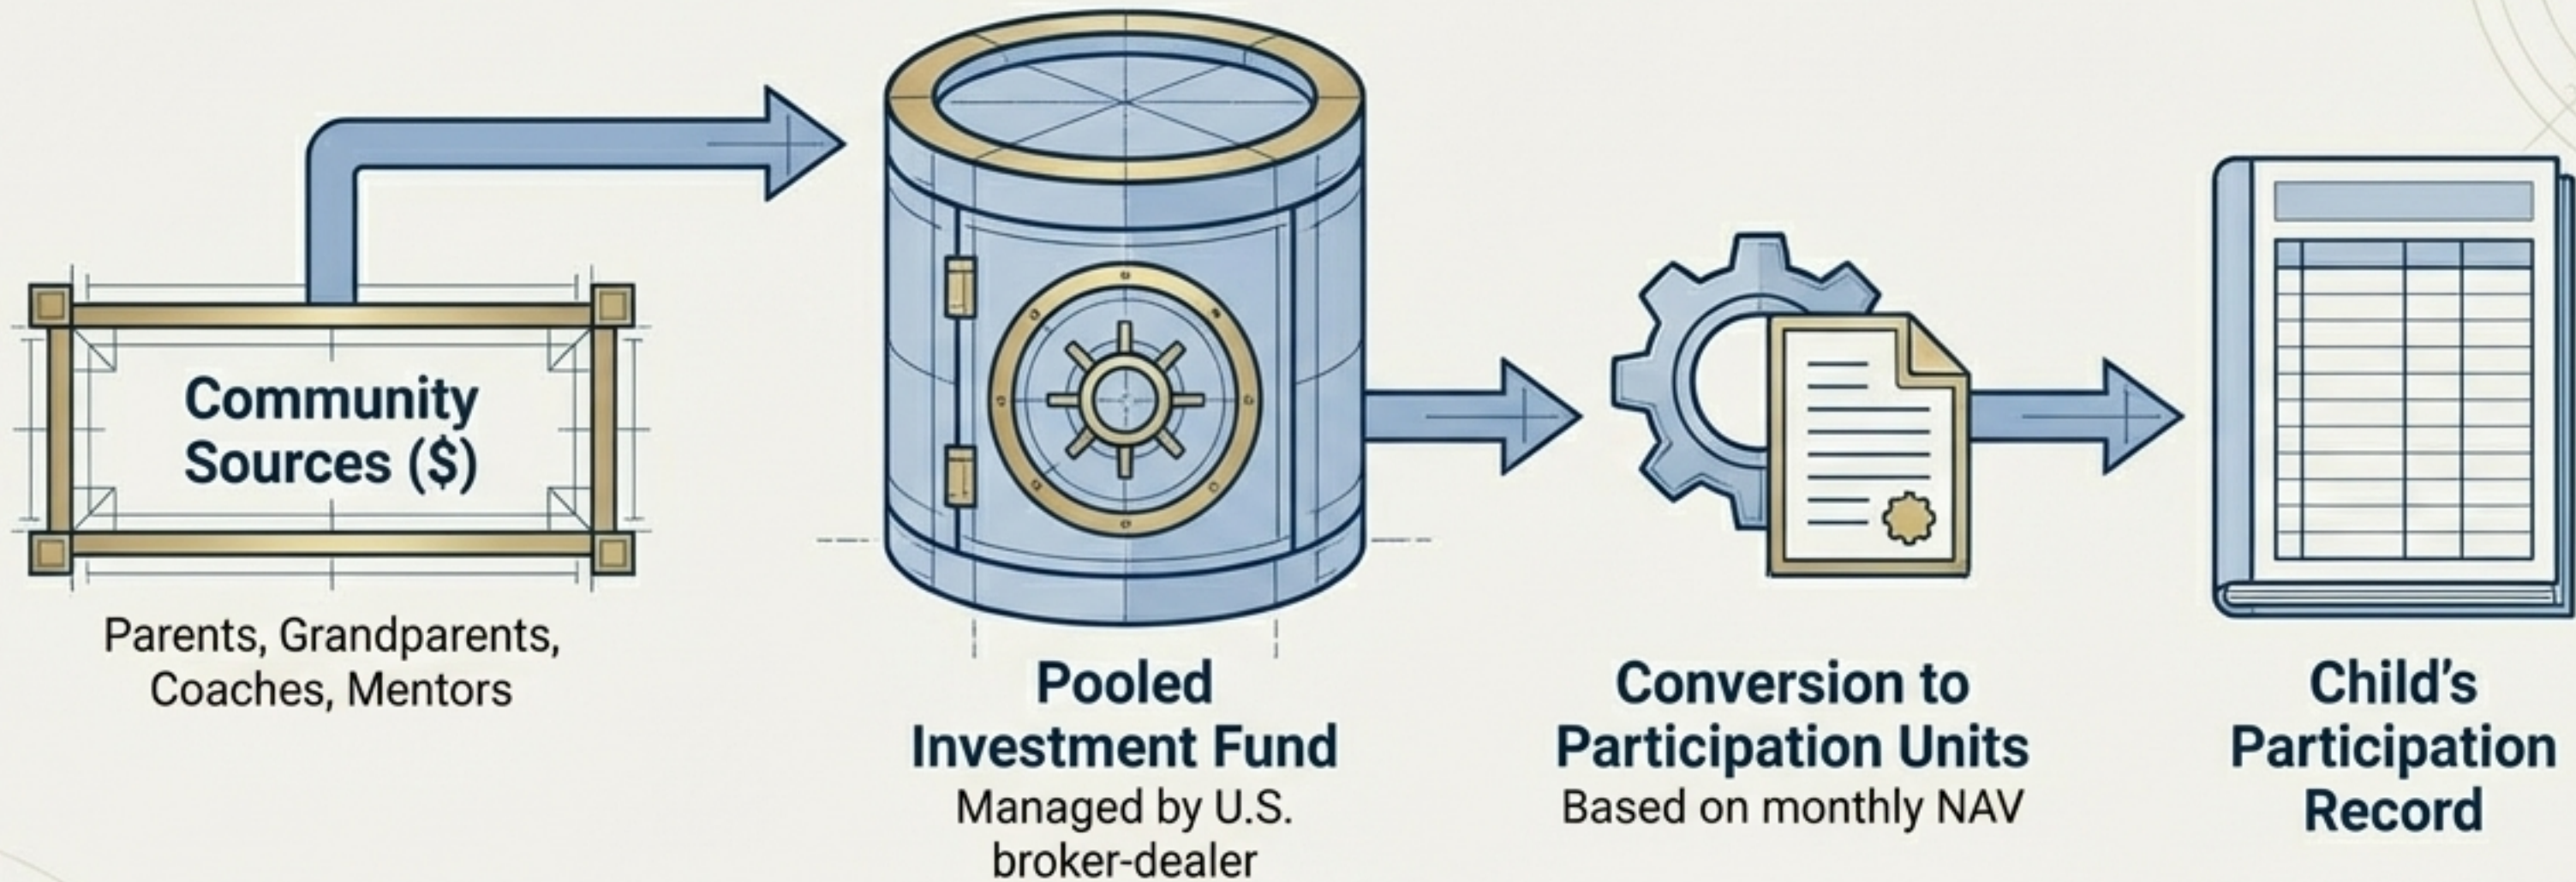 Community
Sources ($)
Parents, Grandparents,
Coaches, Mentors
Pooled
Investment Fund
Managed by U.S.
broker-dealer
Conversion to
Participation Units
Based on monthly NAV
Child’s
Participation
Record